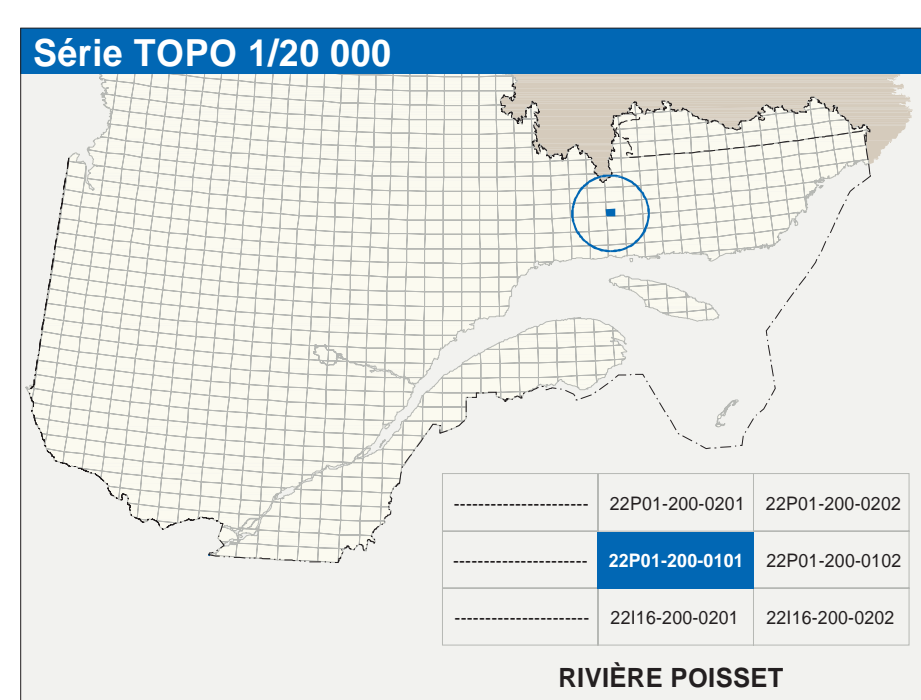 Série TOPO 1/20 000
--------------------- 22P01-200-0201 22P01-200-0202
--------------------- 22P01-200-0101 22P01-200-0102
--------------------- 22I16-200-0201 22I16-200-0202
RIVIÈRE POISSET